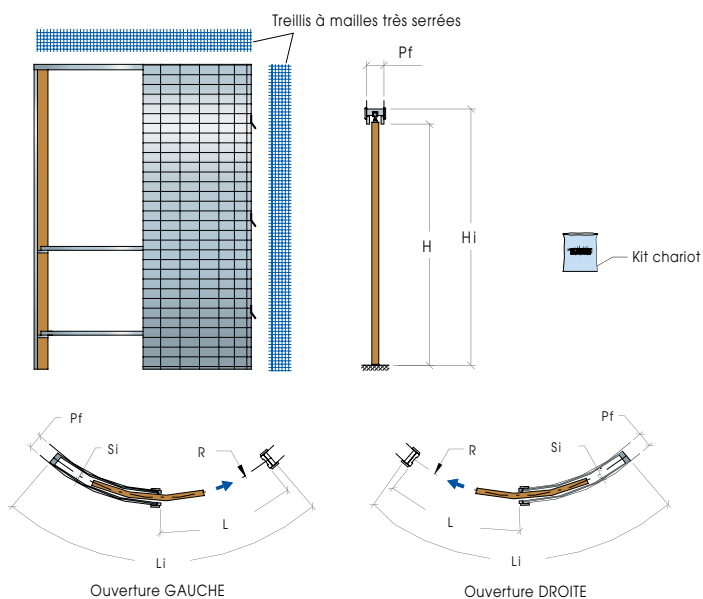 Treillis à mailles très serrées
Pf
H
Hi
Kit chariot
Pf
Si
R
L
Li
Ouverture GAUCHE
Pf
Si
R
L
Li
Ouverture DROITE